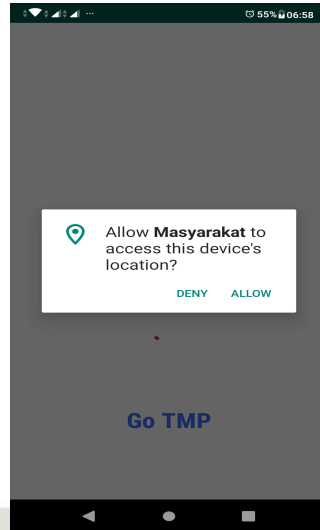 55% 06:58
Allow Masyarakat to
access this device's
location?
DENY ALLOW
Go TMP